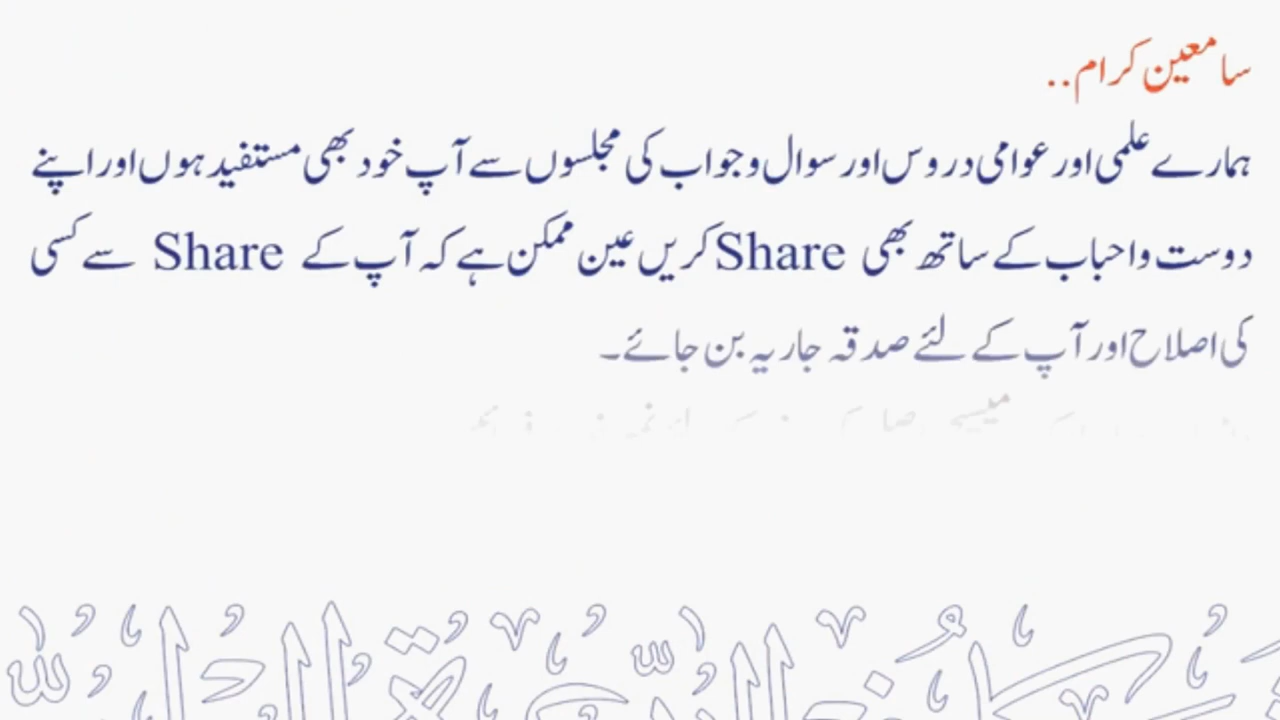 سامعین کرام..
ہمارے علمی اور عوامی دروس اور سوال و جواب کی مجلسوں سے آپ خود بھی مستفید ہوں اور اپنے
دوست و احباب کے ساتھ بھی Share کریں عین ممکن ہے کہ آپ کے Share سے کسی
کی اصلاح اور آپ کے لئے صدقہ جاریہ بن جائے۔